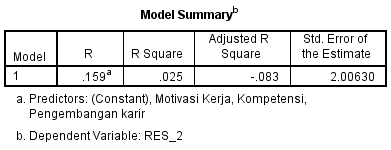 Model Summaryb
Model R R Square Adjusted R Square Std. Error of the Estimate
1 .159a .025 -.083 2.00630
a. Predictors: (Constant), Motivasi Kerja, Kompetensi,
Pengembangan karir
b. Dependent Variable: RES_2